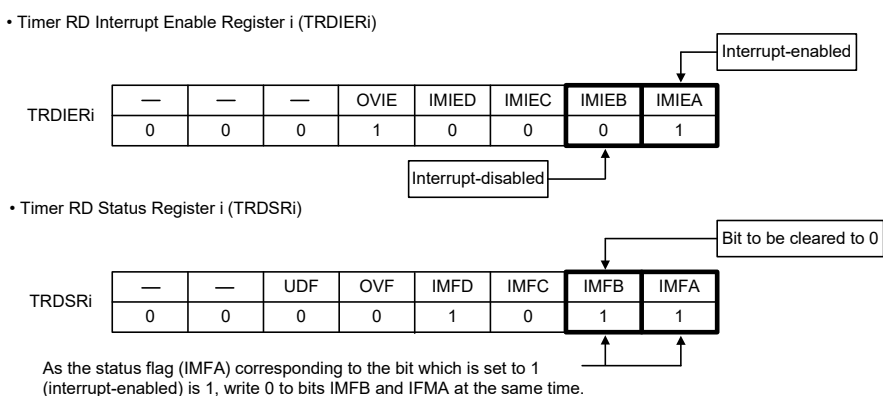 • Timer RD Interrupt Enable Register i (TRDIERi)
Interrupt-enabled
TRDIERi
— — — OVIE IMIED IMIEC IMIEB IMIEA
0 0 0 1 0 0 0 1
Interrupt-disabled
• Timer RD Status Register i (TRDSRi)
Bit to be cleared to 0
TRDSRi
— — UDF OVF IMFD IMFC IMFB IMFA
0 0 0 0 1 0 1 1
As the status flag (IMFA) corresponding to the bit which is set to 1
(interrupt-enabled) is 1, write 0 to bits IMFB and IFMA at the same time.